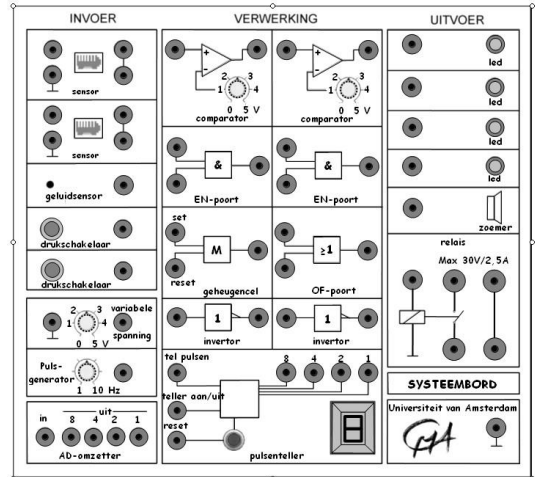 INVOER
sensor
sensor
geluidsensor
drukschakelaar
drukschakelaar
2 3
1 4
0 5 V
variabele
spanning
Puls-
generator
1 10 Hz
uit
in 8 4 2 1
AD-omzetter
VERWERKING
+
-
2 3
1 4
0 5 V
comparator
+
-
2 3
1 4
0 5 V
comparator
&
EN-poort
&
EN-poort
set
M
reset
geheugencel
≥1
OF-poort
1
invertor
1
invertor
tel pulsen
8 4 2 1
teller aan/uit
reset
8
pulsenteller
UITVOER
led
led
led
led
zoemer
relais
Max 30V/2,5A
SYSTEEMBORD
Universiteit van Amsterdam
CMA